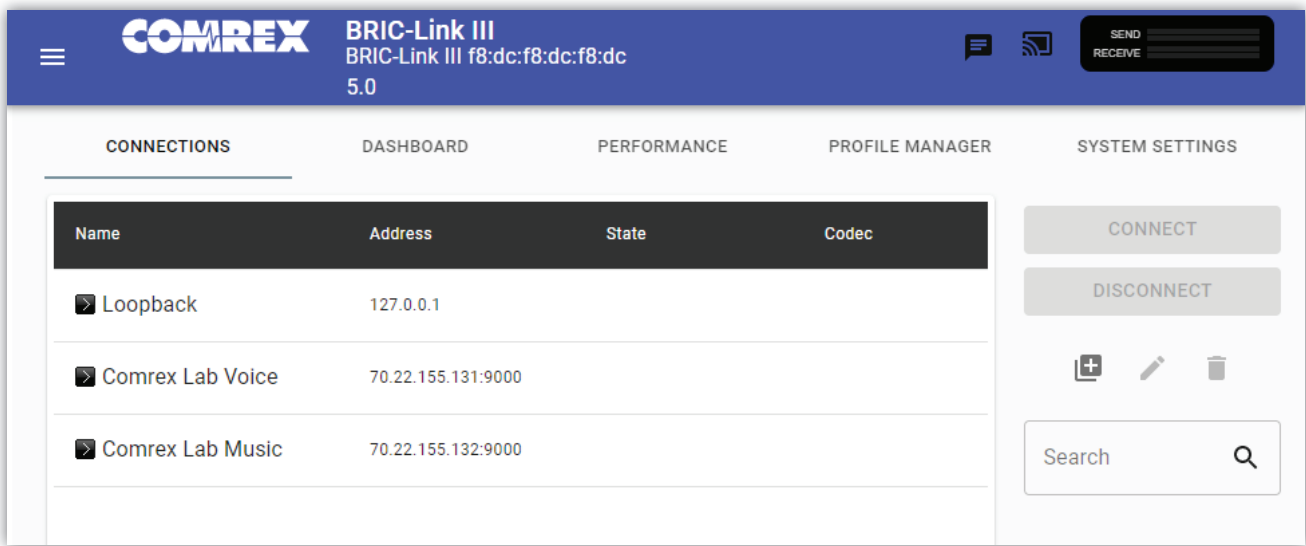 COMREX
BRIC-Link III
BRIC-Link III f8:dc:f8:dc:f8:dc
5.0
SEND
RECEIVE
CONNECTIONS DASHBOARD PERFORMANCE PROFILE MANAGER SYSTEM SETTINGS
Name Address State Codec
Loopback 127.0.0.1
Comrex Lab Voice 70.22.155.131:9000
Comrex Lab Music 70.22.155.132:9000
CONNECT
DISCONNECT
Search